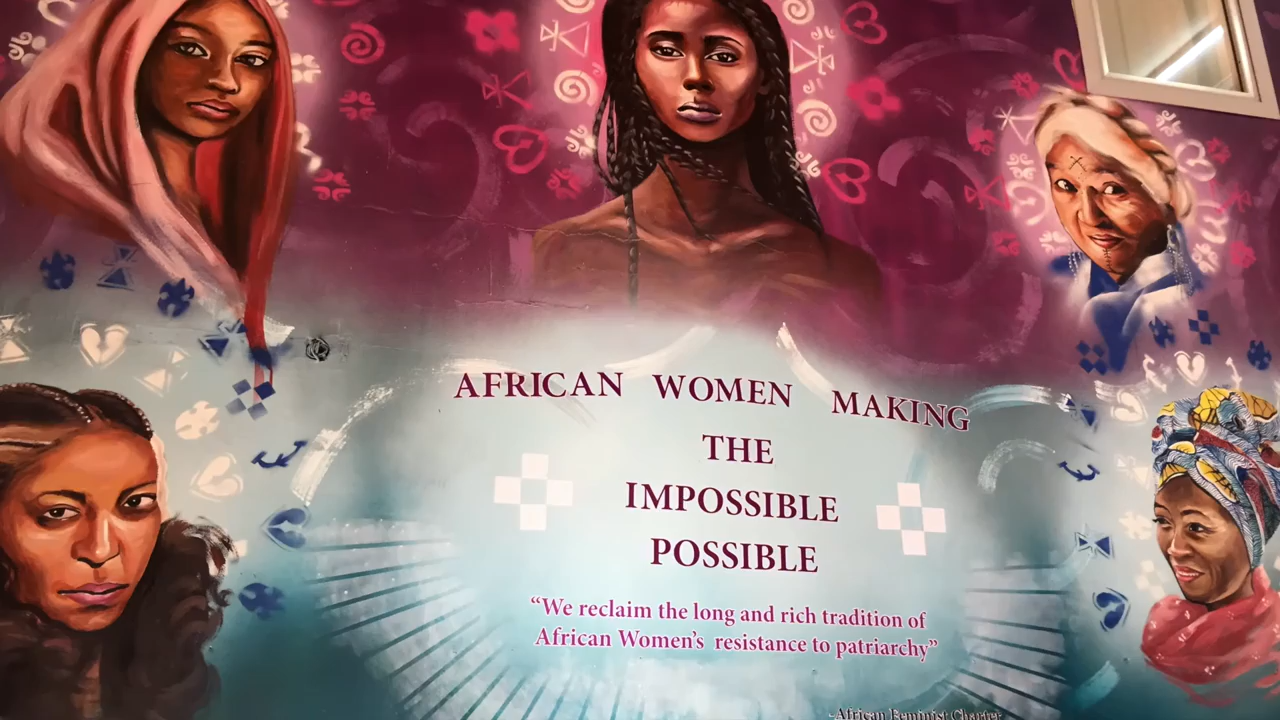 AFRICAN WOMEN MAKING
THE
IMPOSSIBLE
POSSIBLE
“We reclaim the long and rich tradition of
African Women’s resistance to patriarchy”
-African Feminist Charter